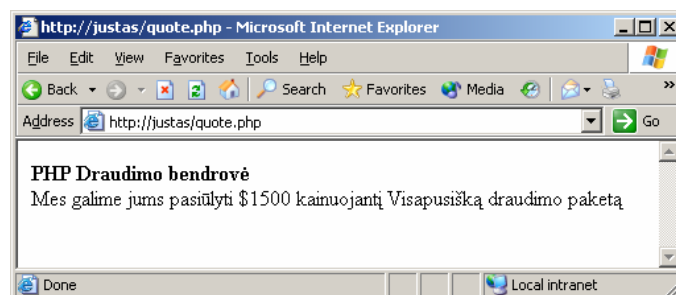 http://justas/quote.php - Microsoft Internet Explorer
File Edit View Favorites Tools Help
Back Search Favorites Media »
Address http://justas/quote.php Go
PHP Draudimo bendrovė
Mes galime jums pasiūlyti $1500 kainuojantį Visapusišką draudimo paketą
Done Local intranet